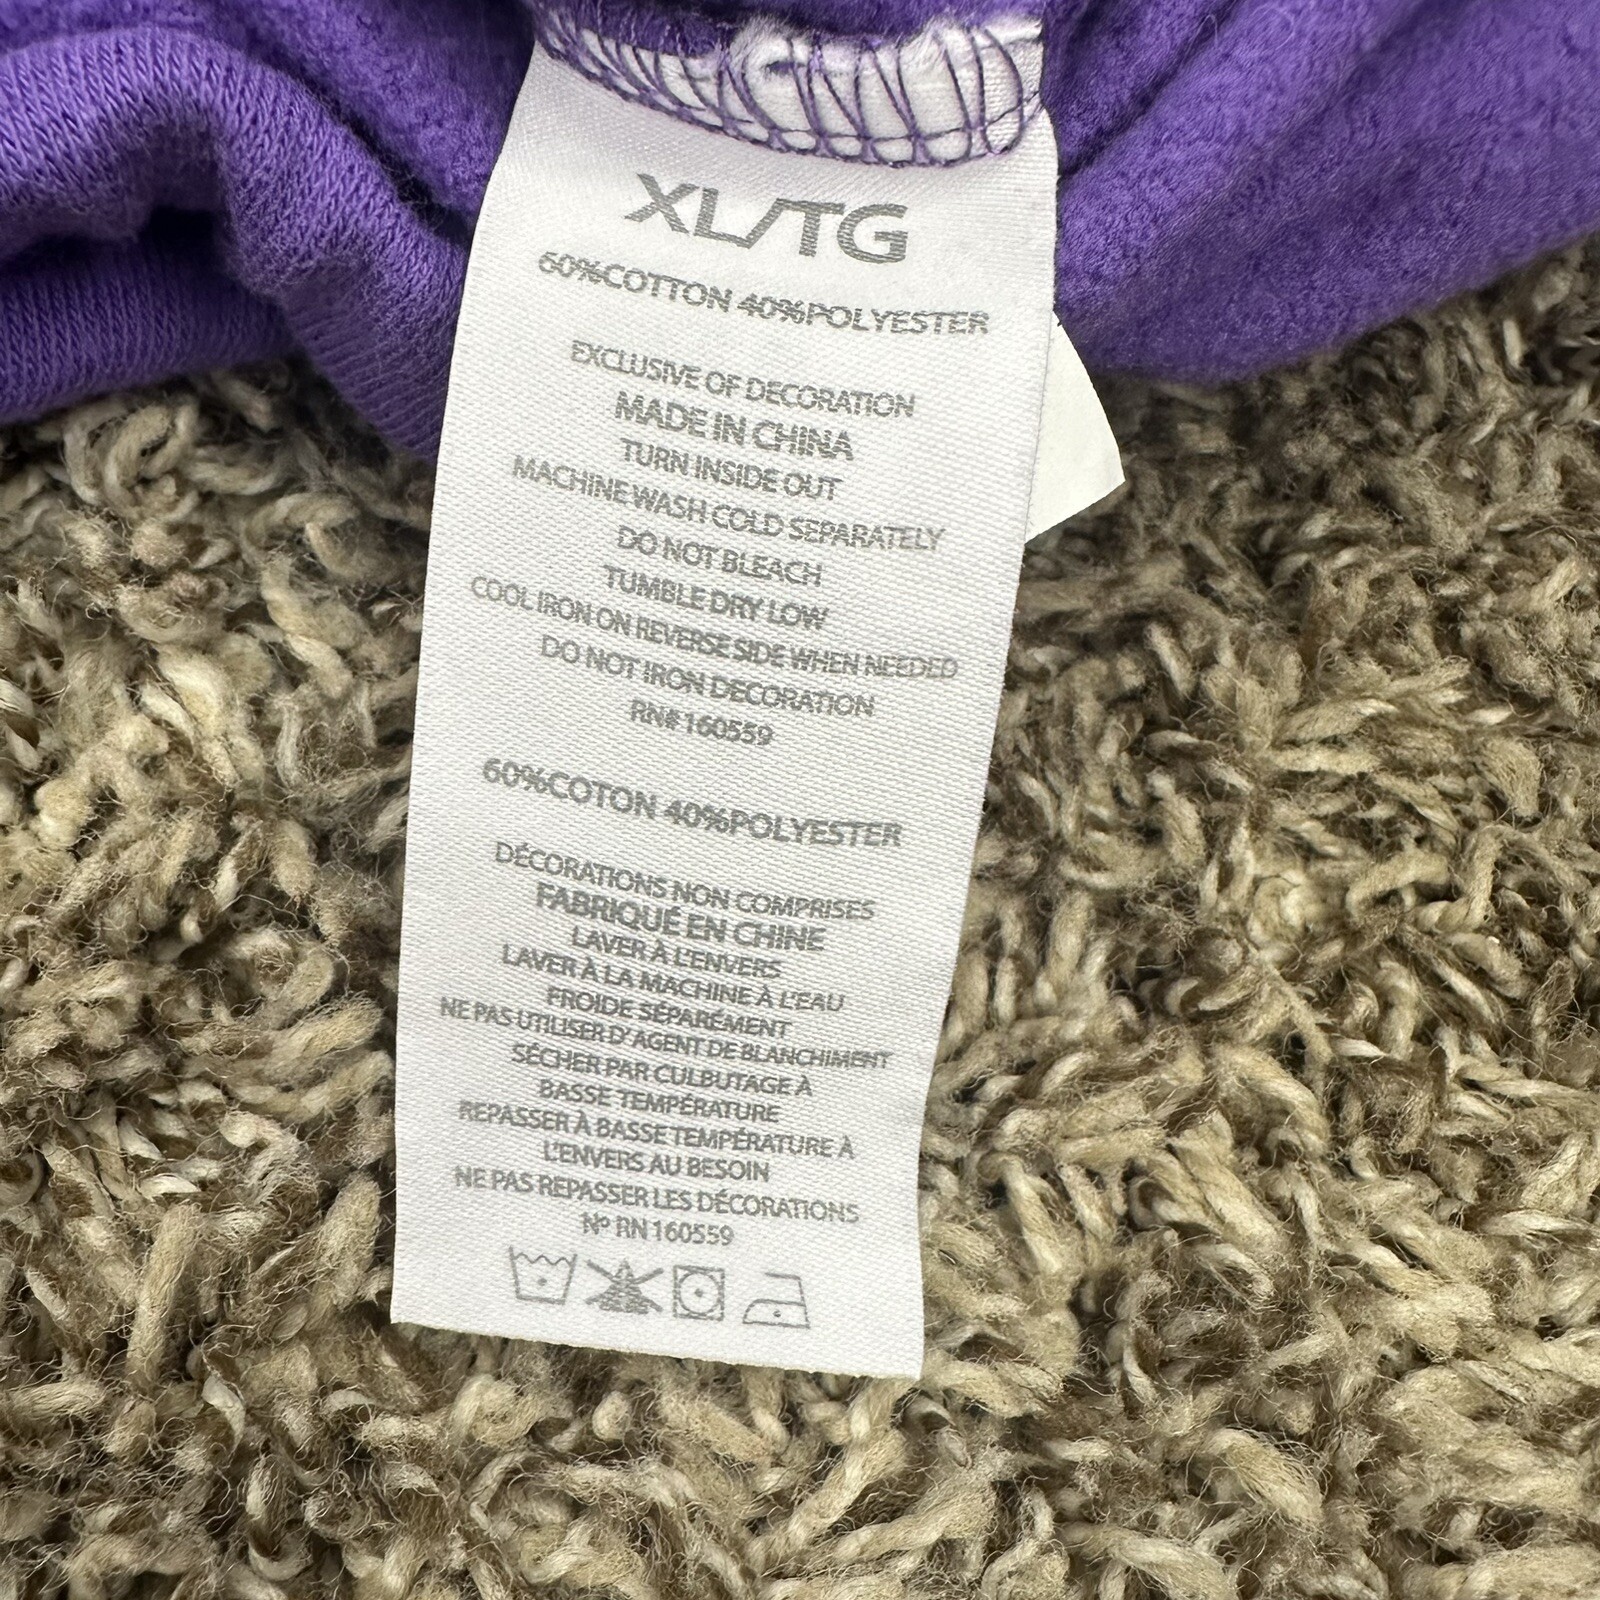 XL/TG
60%COTTON 40%POLYESTER
EXCLUSIVE OF DECORATION
MADE IN CHINA
TURN INSIDE OUT
MACHINE WASH COLD SEPARATELY
DO NOT BLEACH
TUMBLE DRY LOW
COOL IRON ON REVERSE SIDE WHEN NEEDED
DO NOT IRON DECORATION
RN#160559
60%COTON 40%POLYESTER
DÉCORATIONS NON COMPRISES
FABRIQUÉ EN CHINE
LAVER À L'ENVERS
LAVER À LA MACHINE À L'EAU
FROIDE SÉPARÉMENT
NE PAS UTILISER D'AGENT DE BLANCHIMENT
SÉCHER PAR CULBUTAGE À
BASSE TEMPÉRATURE
REPASSER À BASSE TEMPÉRATURE À
L'ENVERS AU BESOIN
NE PAS REPASSER LES DÉCORATIONS
Nº RN 160559